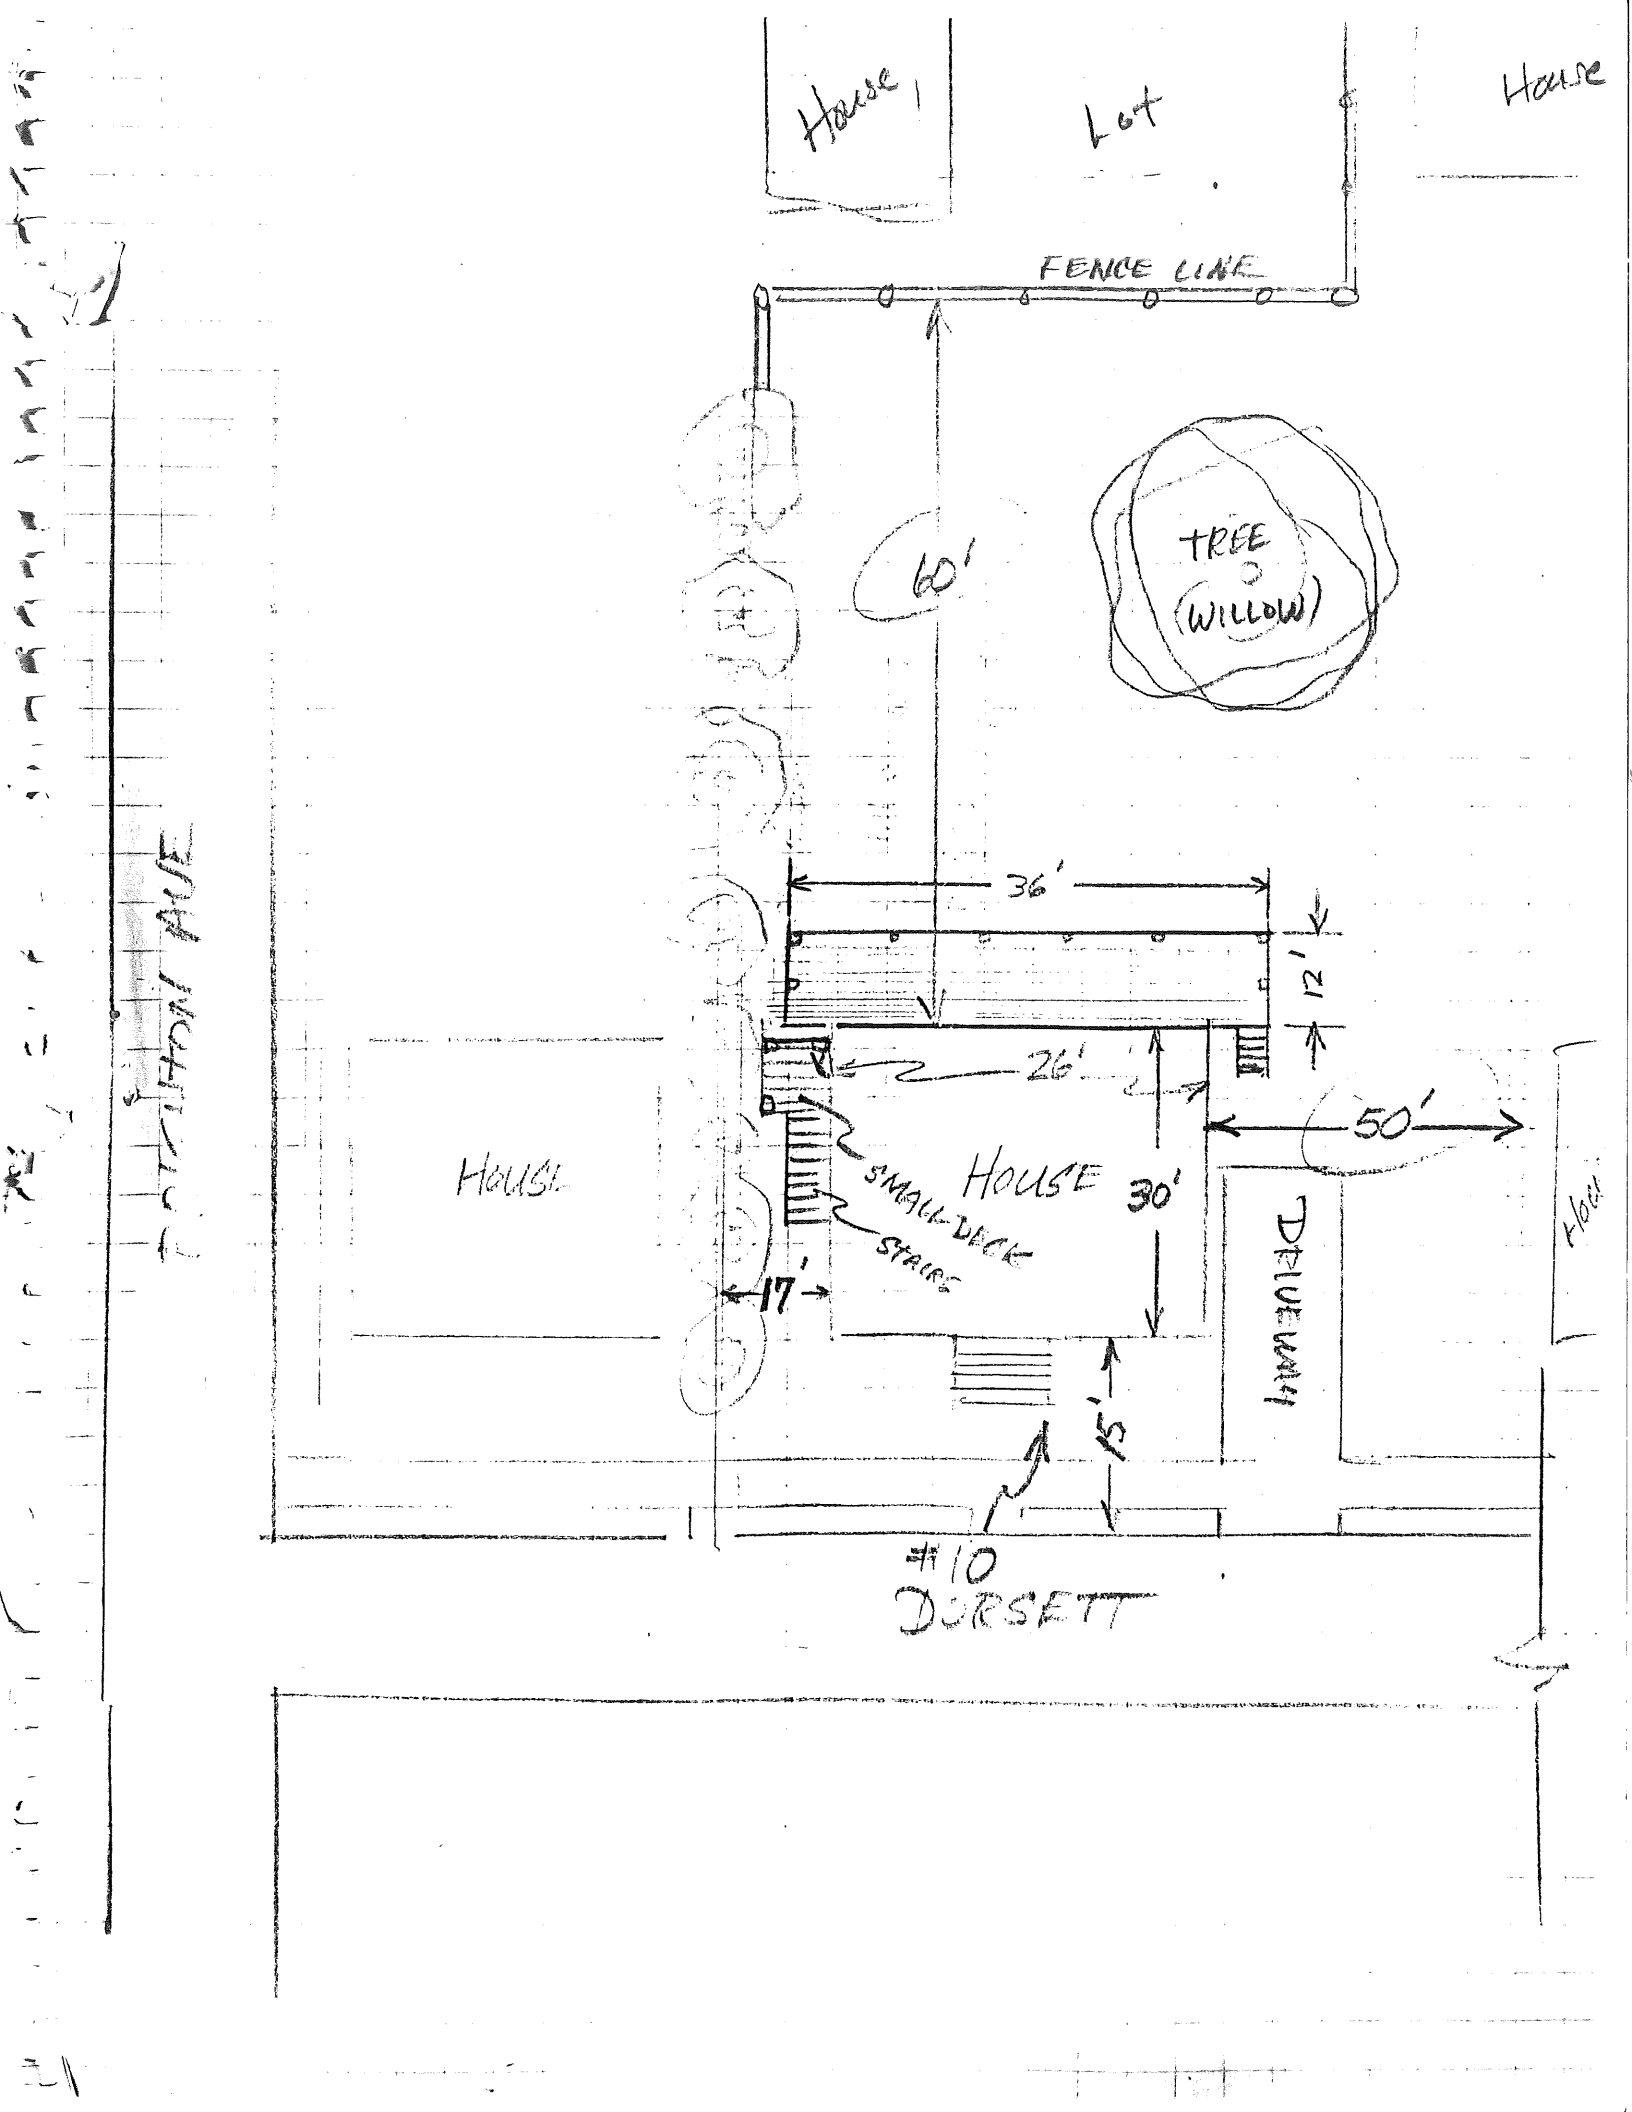 House
Lot
House
FENCE LINE
TREE
(WILLOW)
60'
36'
12'
26'
50'
HOUSE
HOUSE
30'
SMALL DECK
STAIRS
17'
DRIVEWAY
15'
#10
DORSETT
AVE